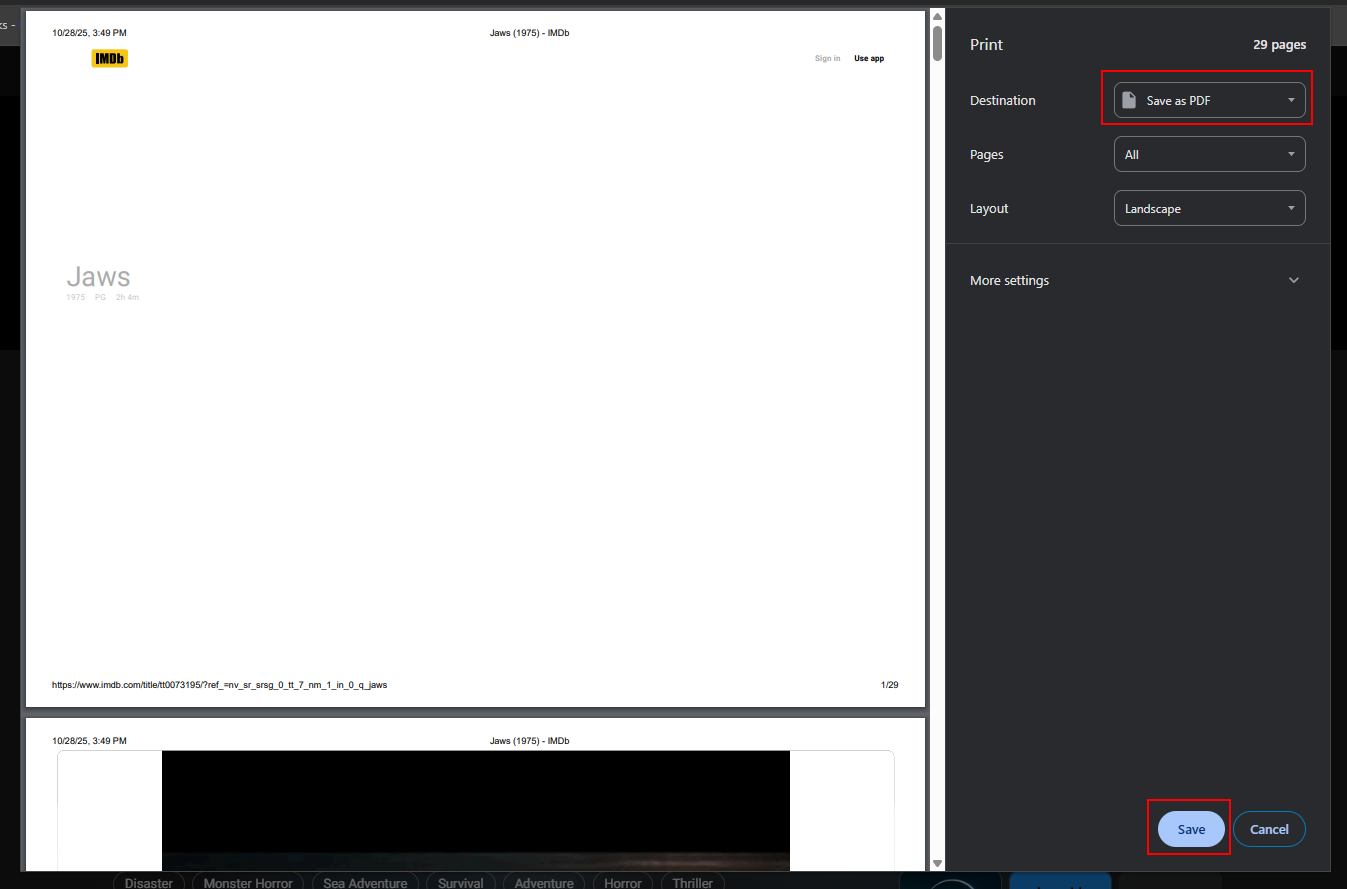 ks -
10/28/25, 3:49 PM
Jaws (1975) - IMDb
IMDb
Sign in
Use app
Jaws
1975 PG 2h 4m
https://www.imdb.com/title/tt0073195/?ref_=nv_sr_srsg_0_tt_7_nm_1_in_0_q_jaws
1/29
10/28/25, 3:49 PM
Jaws (1975) - IMDb
Print
29 pages
Destination
Save as PDF
Pages
All
Layout
Landscape
More settings
Save
Cancel
Disaster
Monster Horror
Sea Adventure
Survival
Adventure
Horror
Thriller